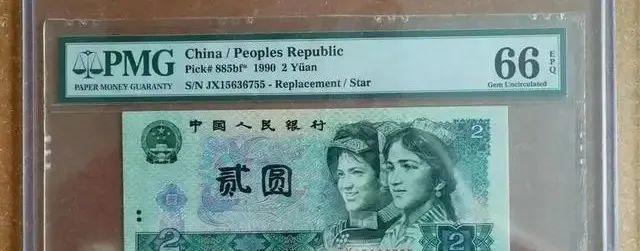 PMG
PAPER MONEY GUARANTY
China / Peoples Republic
Pick# 885bf* 1990 2 Yüan
S/N JX15636755 - Replacement / Star
66 EPQ
Gem Uncirculated
中国人民银行
贰圆
2
2
2